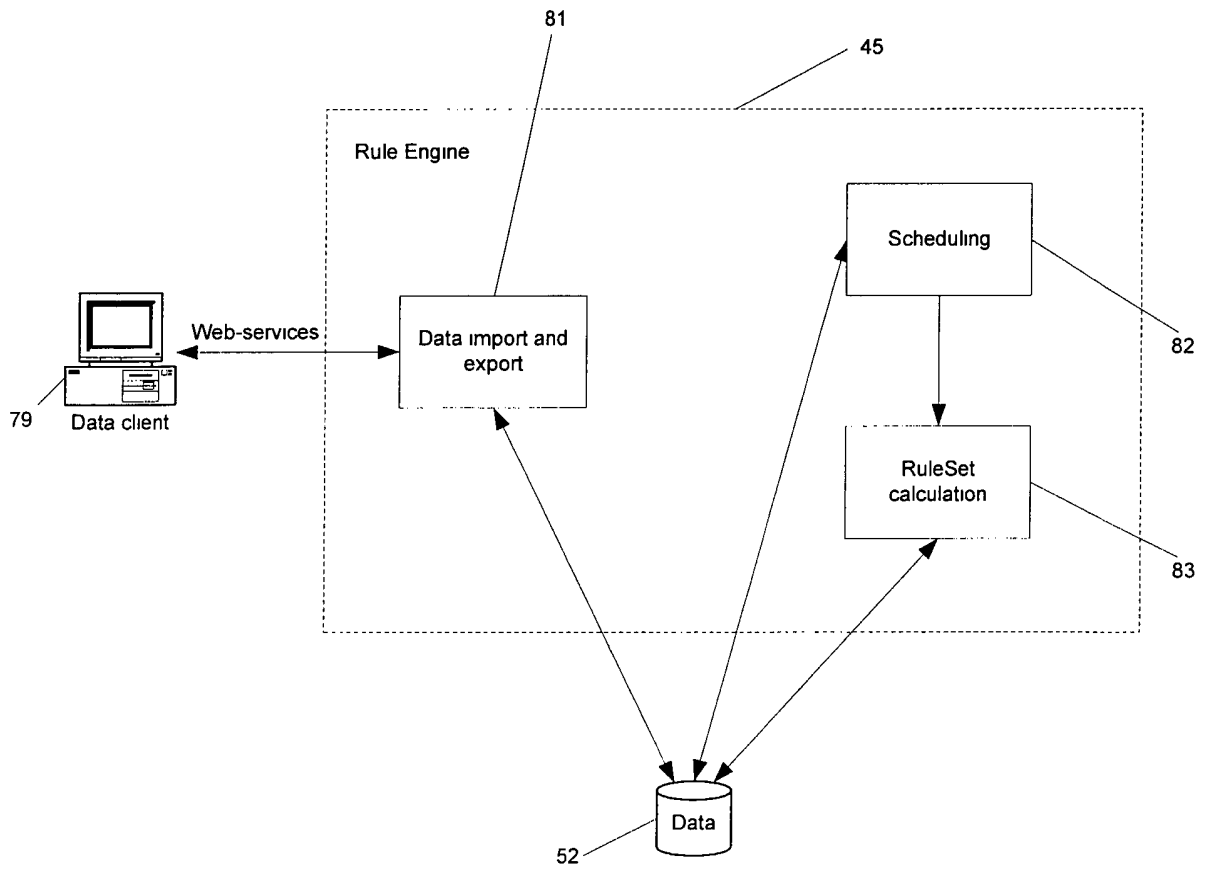 81
45
Rule Engine
Scheduling
Web-services
Data import and
export
82
79
Data client
RuleSet
calculation
83
Data
52